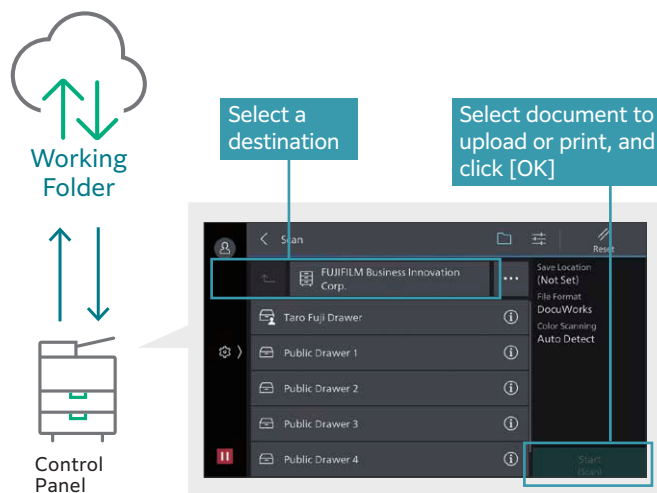 Working
Folder
Control
Panel
Select a
destination
Select document to
upload or print, and
click [OK]
Scan
Reset
FUJIFILM Business Innovation
Corp.
Taro Fuji Drawer
Public Drawer 1
Public Drawer 2
Public Drawer 3
Public Drawer 4
Save Location
(Not Set)
File Format
DocuWorks
Color Scanning
Auto Detect
Start
(Scan)